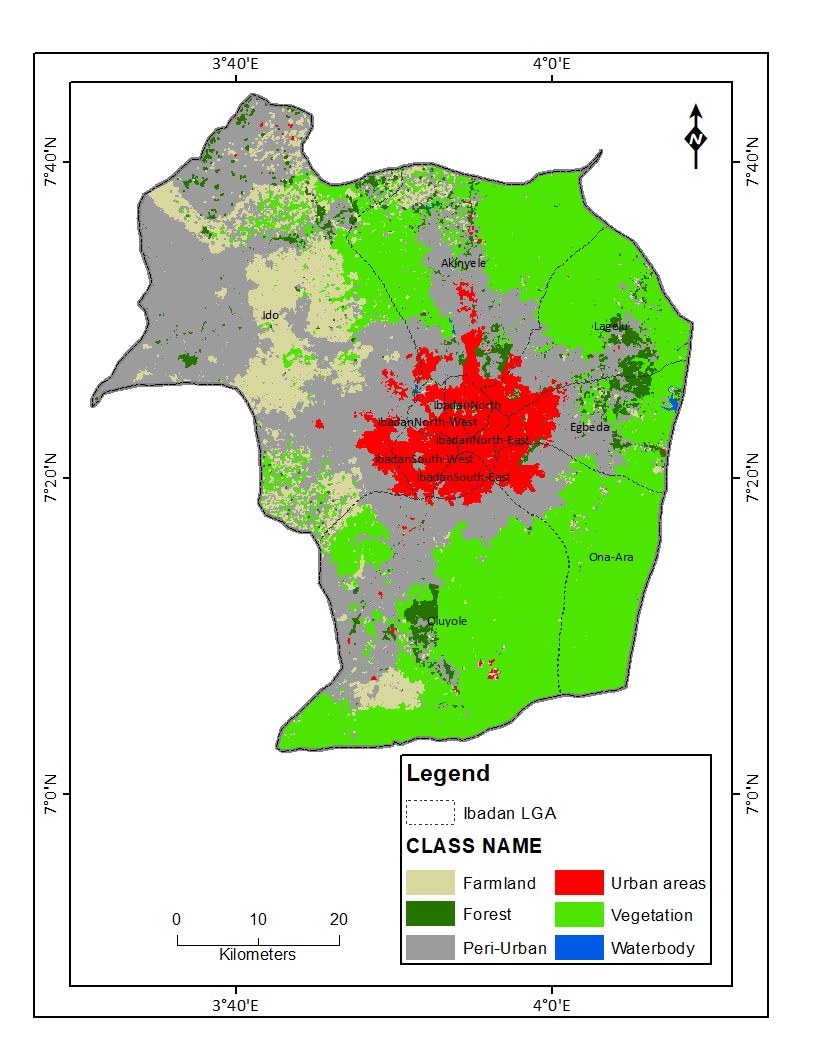 3°40'E 4°0'E
N
7°40'N 7°40'N
Akinyele
Ido
Lagelu
IbadanNorth
IbadanNorth-West
Egbeda
IbadanNorth-East
IbadanSouth-West
7°20'N 7°20'N
IbadanSouth-East
Ona-Ara
Oluyole
Legend
Ibadan LGA
7°0'N 7°0'N
CLASS NAME
Farmland Urban areas
Forest Vegetation
Peri-Urban Waterbody
0 10 20
Kilometers
3°40'E 4°0'E